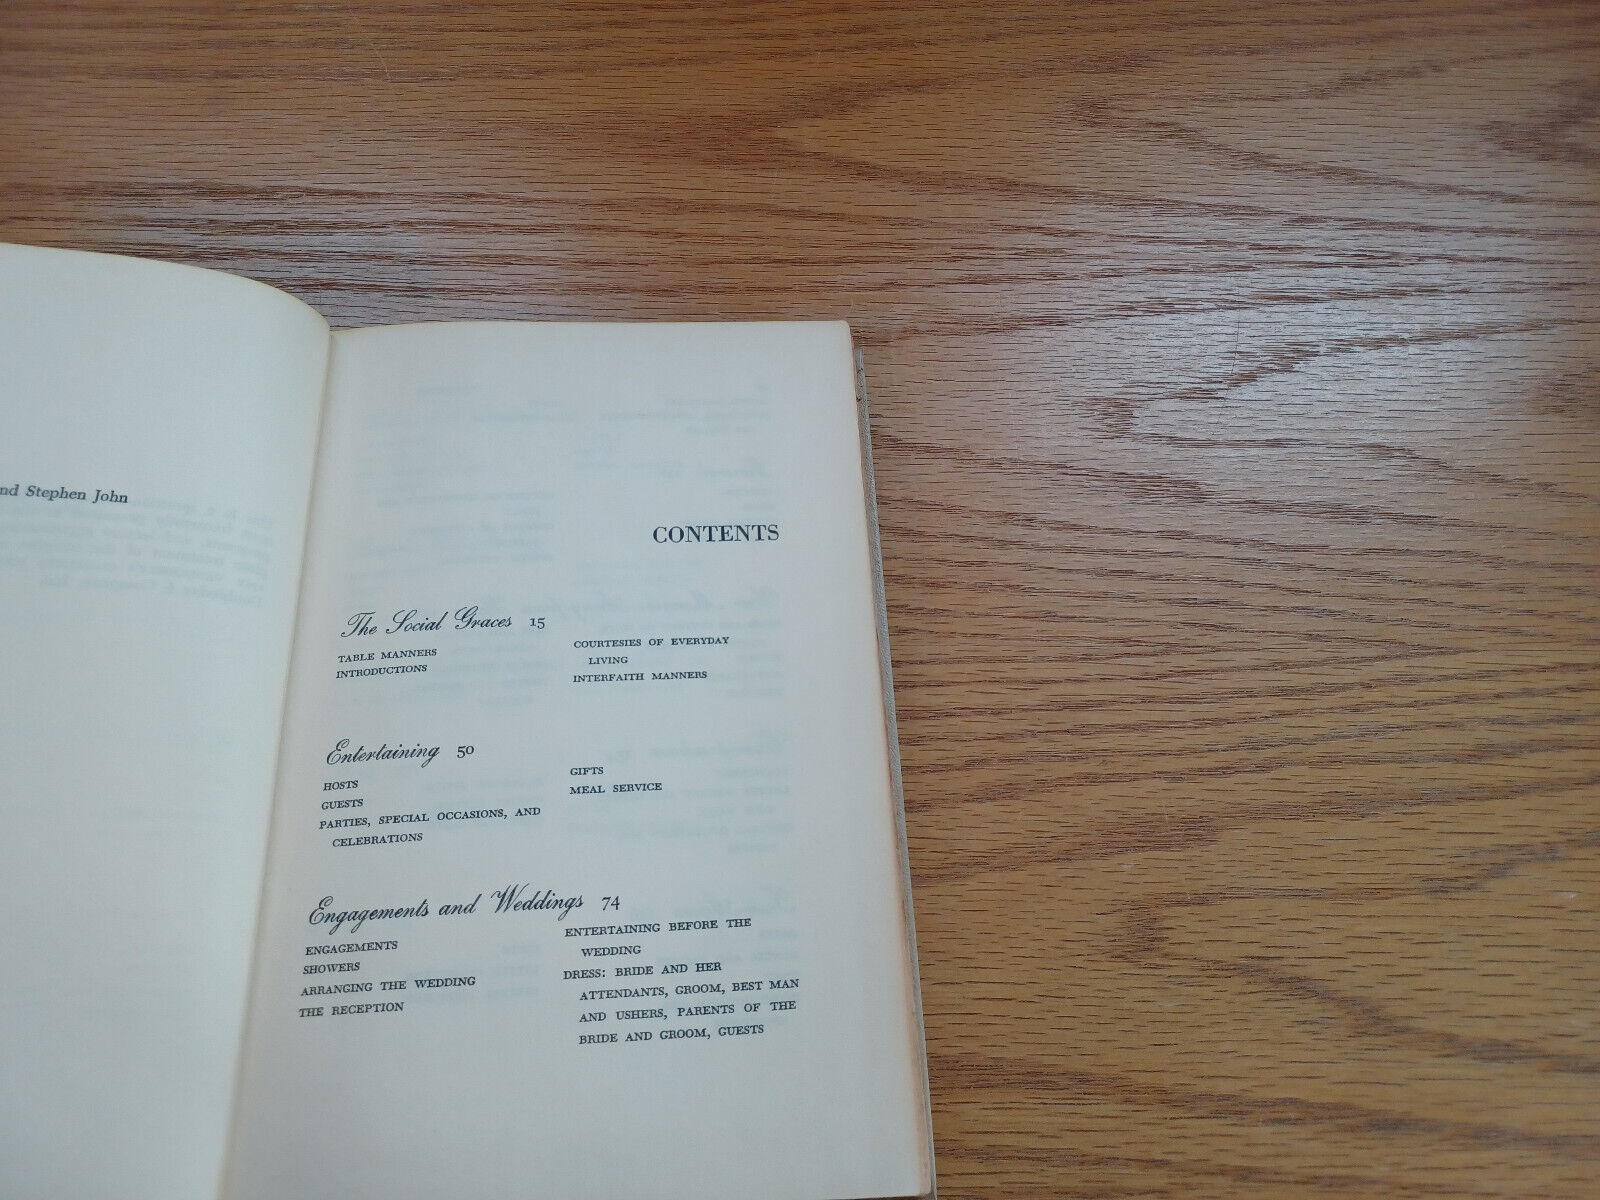 nd Stephen John
CONTENTS
The Social Graces 15
TABLE MANNERS
INTRODUCTIONS
COURTESIES OF EVERYDAY
LIVING
INTERFAITH MANNERS
Entertaining 50
HOSTS
GUESTS
PARTIES, SPECIAL OCCASIONS, AND
CELEBRATIONS
GIFTS
MEAL SERVICE
Engagements and Weddings 74
ENGAGEMENTS
SHOWERS
ARRANGING THE WEDDING
THE RECEPTION
ENTERTAINING BEFORE THE
WEDDING
DRESS: BRIDE AND HER
ATTENDANTS, GROOM, BEST MAN
AND USHERS, PARENTS OF THE
BRIDE AND GROOM, GUESTS